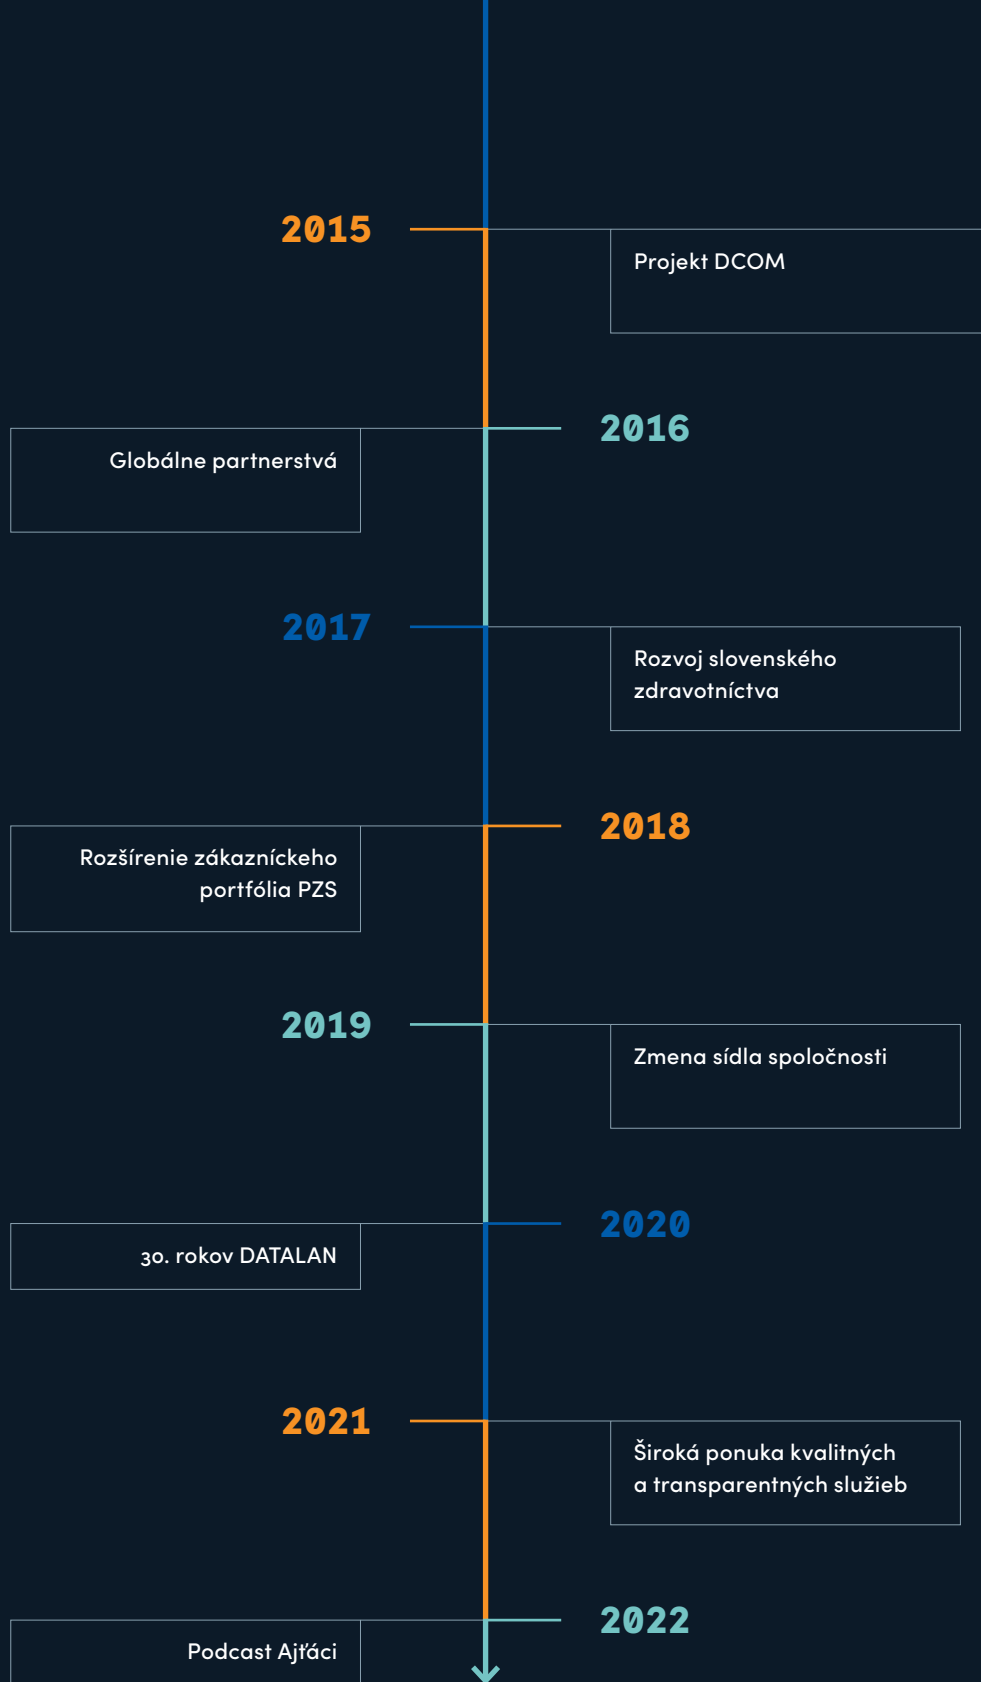 2015
Projekt DCOM
2016
Globálne partnerstvá
2017
Rozvoj slovenského
zdravotníctva
2018
Rozšírenie zákazníckeho
portfólia PZS
2019
Zmena sídla spoločnosti
2020
30. rokov DATALAN
2021
Široká ponuka kvalitných
a transparentných služieb
2022
Podcast Ajťáci